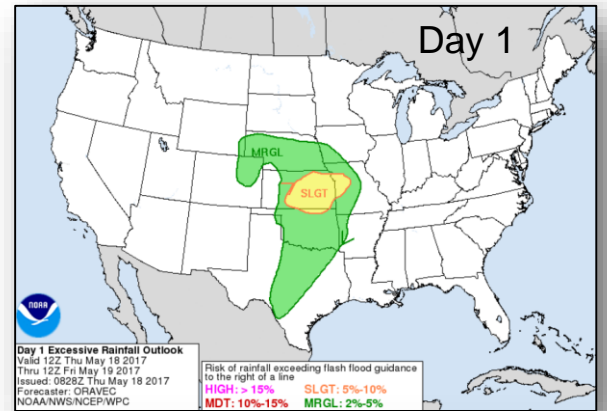 Day 1
MRGL
SLGT
NOAA
Day 1 Excessive Rainfall Outlook
Valid 12Z Thu May 18 2017
Thru 12Z Fri May 19 2017
Issued: 0828Z Thu May 18 2017
Forecaster: ORAVEC
NOAA/NWS/NCEP/WPC
Risk of rainfall exceeding flash flood guidance
to the right of a line
HIGH: > 15% SLGT: 5%-10%
MDT: 10%-15% MRGL: 2%-5%